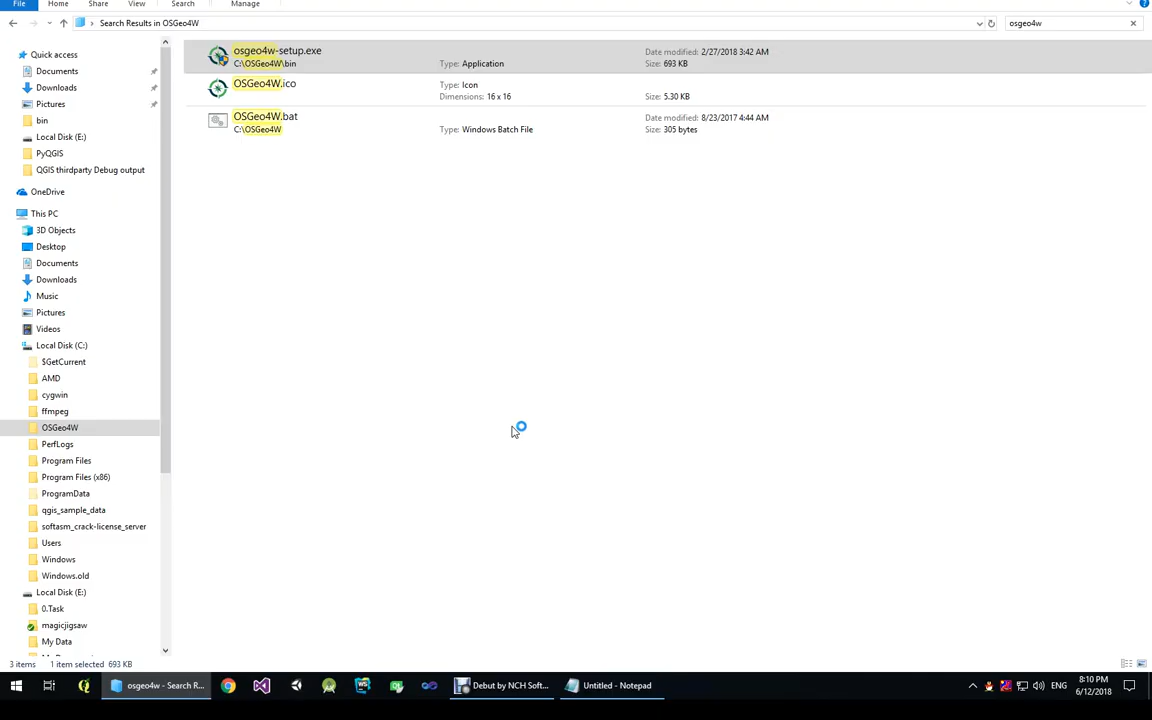 File Home Share View Search Manage
Search Results in OSGeo4W
osgeo4w
Quick access
Documents
Downloads
Pictures
bin
Local Disk (E:)
PyQGIS
QGIS thirdparty Debug output
OneDrive
This PC
3D Objects
Desktop
Documents
Downloads
Music
Pictures
Videos
Local Disk (C:)
$GetCurrent
AMD
cygwin
ffmpeg
OSGeo4W
PerfLogs
Program Files
Program Files (x86)
ProgramData
qgis_sample_data
softasm_crack-license_server
Users
Windows
Windows.old
Local Disk (E:)
0.Task
magicjigsaw
My Data
osgeo4w-setup.exe Date modified: 2/27/2018 3:42 AM
C:\OSGeo4W\bin Type: Application Size: 693 KB
OSGeo4W.ico Type: Icon
Dimensions: 16 x 16 Size: 5.30 KB
OSGeo4W.bat Date modified: 8/23/2017 4:44 AM
C:\OSGeo4W Type: Windows Batch File Size: 305 bytes
3 items 1 item selected 693 KB
osgeo4w - Search R... Debut by NCH Soft... Untitled - Notepad ENG 8:10 PM
6/12/2018